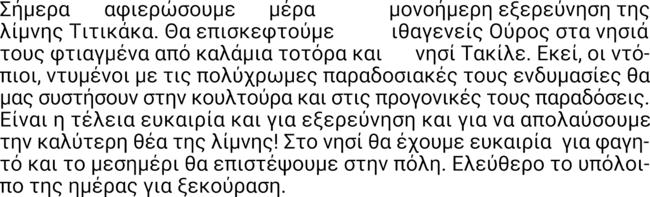 Σήμερα αφιερώσουμε μέρα μονοήμερη εξερεύνηση της
λίμνης Τιτικάκα. Θα επισκεφτούμε ιθαγενείς Ούρος στα νησιά
τους φτιαγμένα από καλάμια τοτόρα και νησί Τακίλε. Εκεί, οι ντό-
πιοι, ντυμένοι με τις πολύχρωμες παραδοσιακές τους ενδυμασίες θα
μας συστήσουν στην κουλτούρα και στις προγονικές τους παραδόσεις.
Είναι η τέλεια ευκαιρία και για εξερεύνηση και για να απολαύσουμε
την καλύτερη θέα της λίμνης! Στο νησί θα έχουμε ευκαιρία για φαγη-
τό και το μεσημέρι θα επιστέψουμε στην πόλη. Ελεύθερο το υπόλοι-
πο της ημέρας για ξεκούραση.